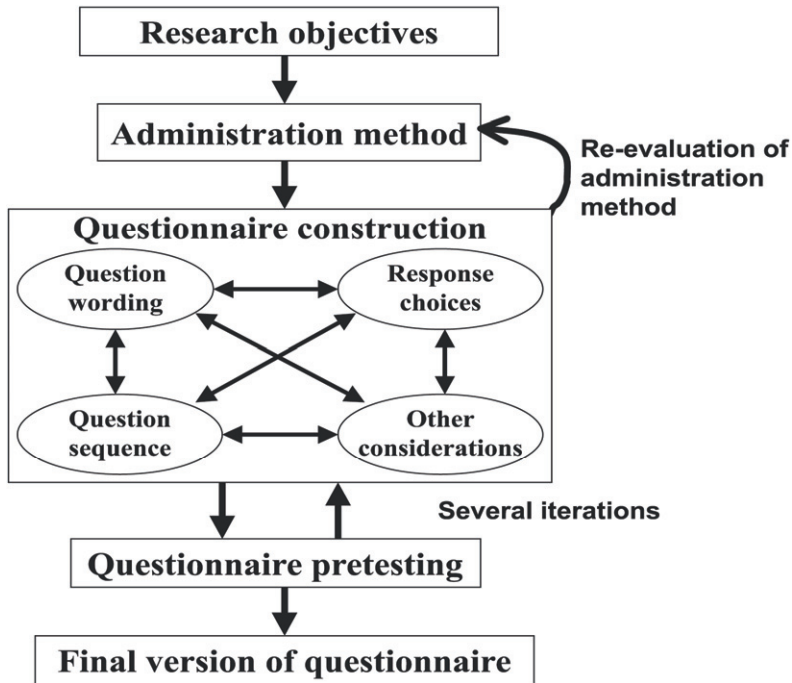 Research objectives
Administration method
Re-evaluation of
administration
method
Questionnaire construction
Question
wording
Response
choices
Question
sequence
Other
considerations
Several iterations
Questionnaire pretesting
Final version of questionnaire